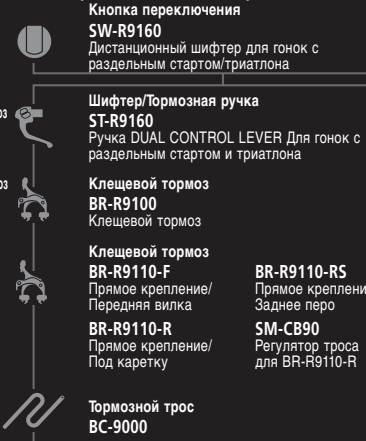 Кнопка переключения
SW-R9160
Дистанционный шифтер для гонок с
раздельным стартом/триатлона
Шифтер/Тормозная ручка
ST-R9160
Ручка DUAL CONTROL LEVER Для гонок с
раздельным стартом и триатлона
Клещевой тормоз
BR-R9100
Клещевой тормоз
Клещевой тормоз
BR-R9110-F
Прямое крепление/
Передняя вилка
BR-R9110-RS
Прямое креплени
Заднее перо
BR-R9110-R
Прямое крепление/
Под каретку
SM-CB90
Регулятор троса
для BR-R9110-R
Тормозной трос
BC-9000